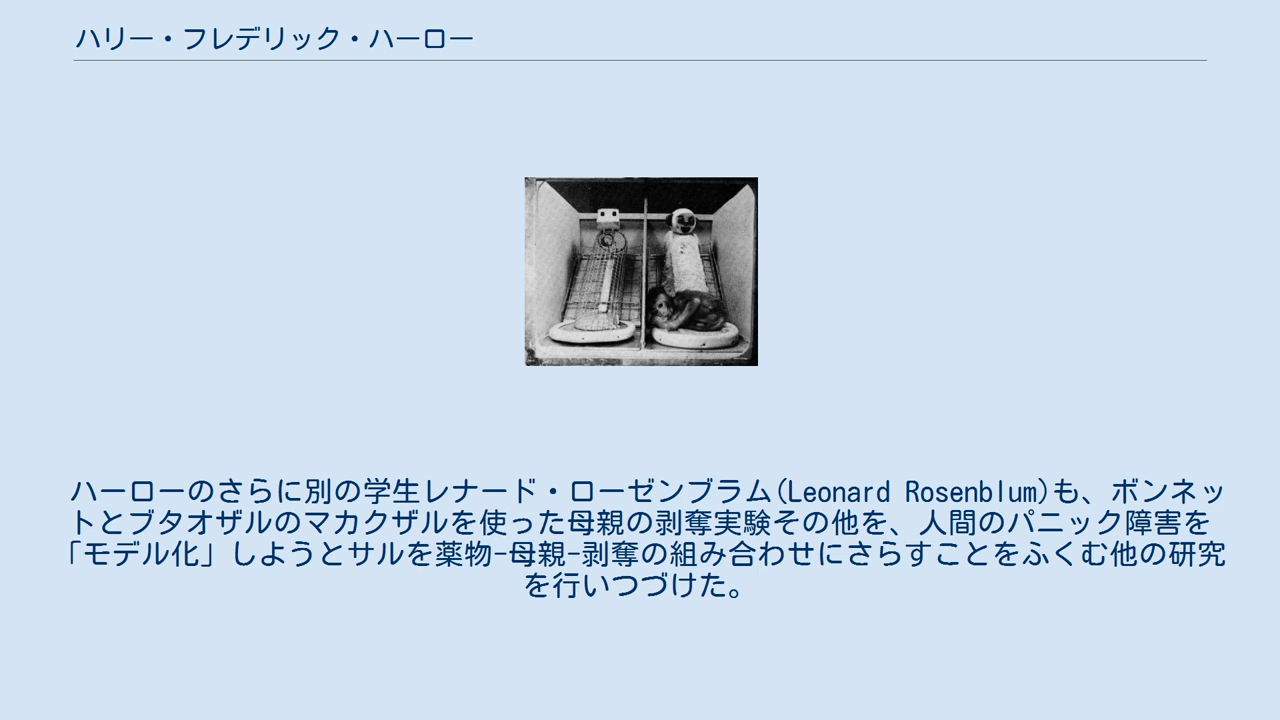 ハリー・フレデリック・ハーロー
ハーローのさらに別の学生レナード・ローゼンブラム(Leonard Rosenblum)も、ボンネッ
トとブタオザルのマカクザルを使った母親の剥奪実験その他を、人間のパニック障害を
「モデル化」しようとサルを薬物-母親-剥奪の組み合わせにさらすことをふくむ他の研究
を行いつづけた。